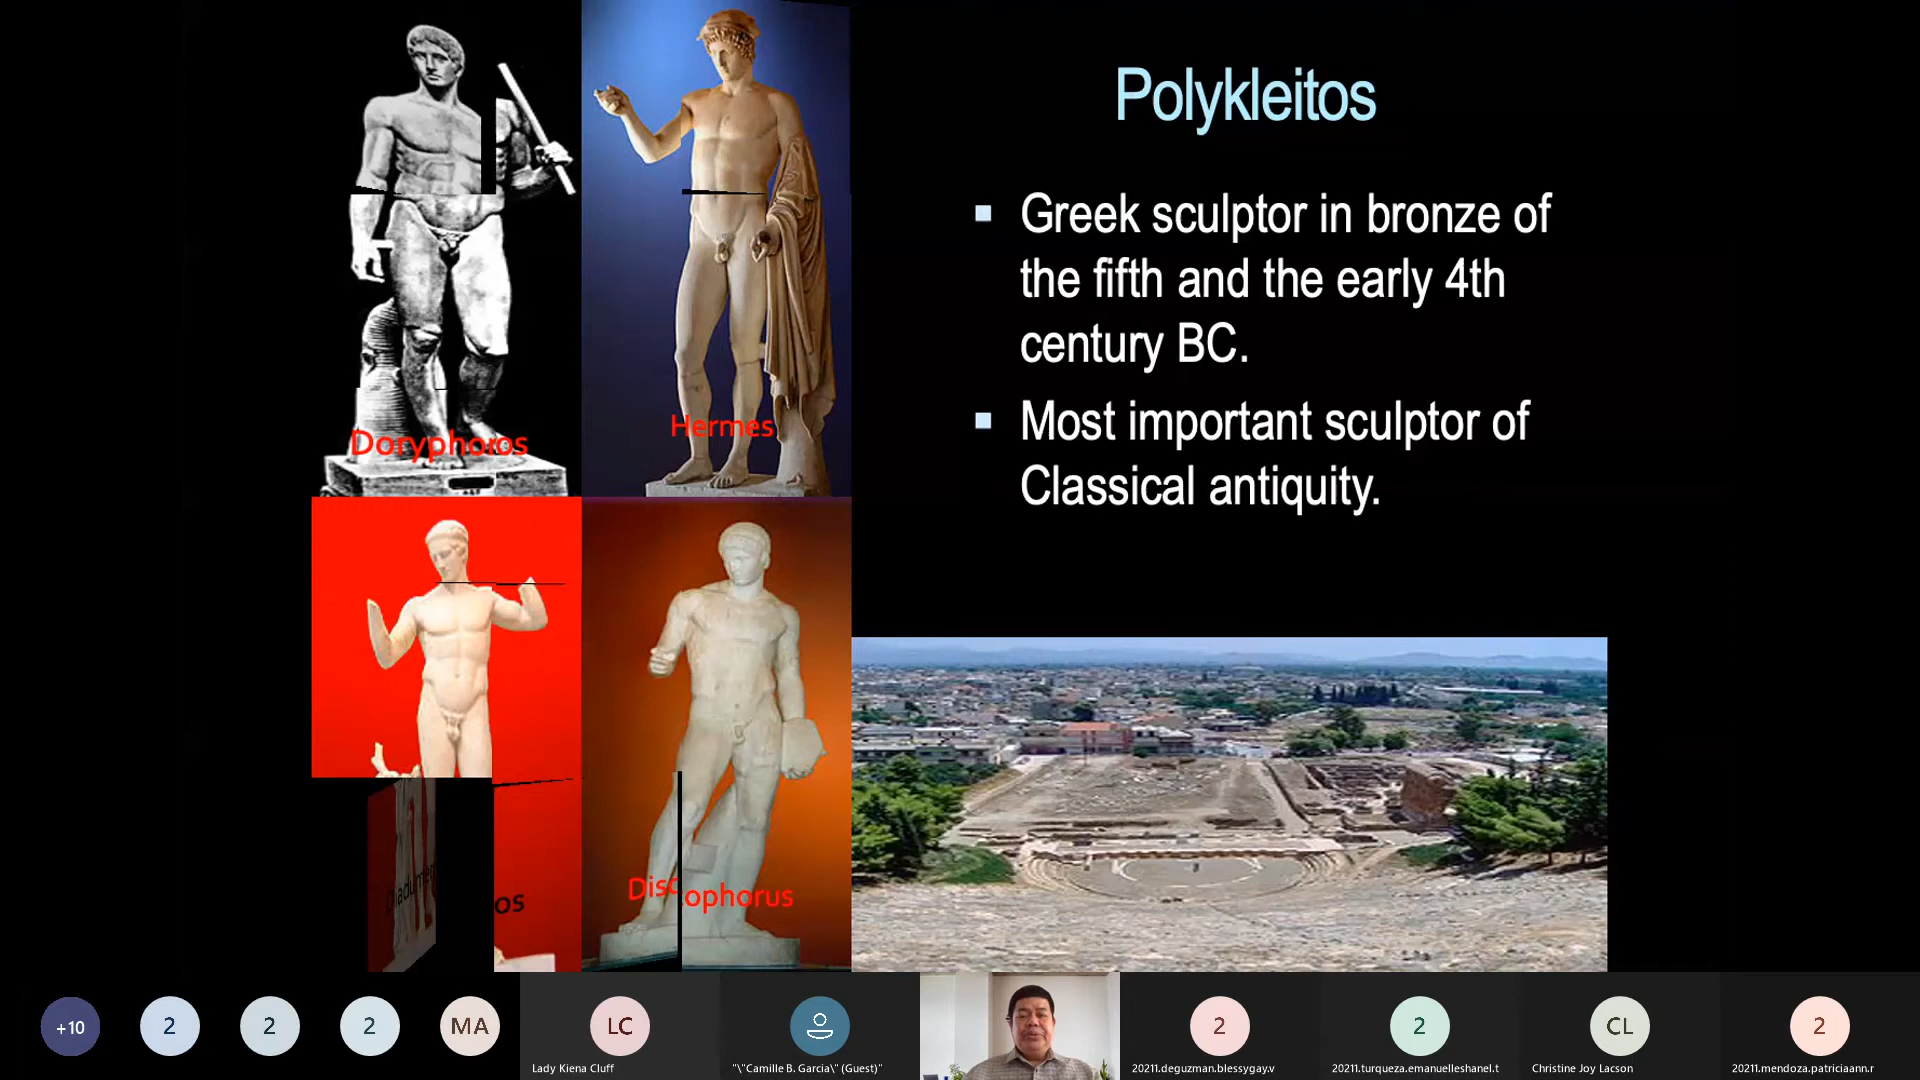 Polykleitos
Greek sculptor in bronze of
the fifth and the early 4th
century BC.
Most important sculptor of
Classical antiquity.
Doryphoros
Hermes
Diadumen
os
Disc
ophorus
+10
2
2
2
MA
LC
Lady Kiena Cluff
"\"Camille B. Garcia\" (Guest)"
2
20211.deguzman.blessygay.v
2
20211.turqueza.emanuelleshanel.t
CL
Christine Joy Lacson
2
20211.mendoza.patriciaann.r